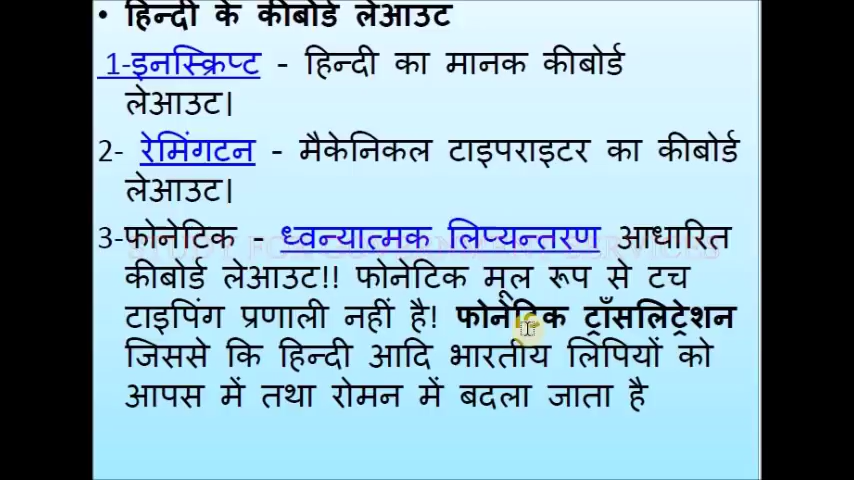 • हिन्दी के कीबोर्ड लेआउट
1-इनस्क्रिप्ट - हिन्दी का मानक कीबोर्ड
लेआउट।
2- रेमिंगटन - मैकेनिकल टाइपराइटर का कीबोर्ड
लेआउट।
3-फोनेटिक - ध्वन्यात्मक लिप्यन्तरण आधारित
कीबोर्ड लेआउट!! फोनेटिक मूल रूप से टच
टाइपिंग प्रणाली नहीं है! फोनेटिक ट्राँसलिट्रेशन
जिससे कि हिन्दी आदि भारतीय लिपियों को
आपस में तथा रोमन में बदला जाता है